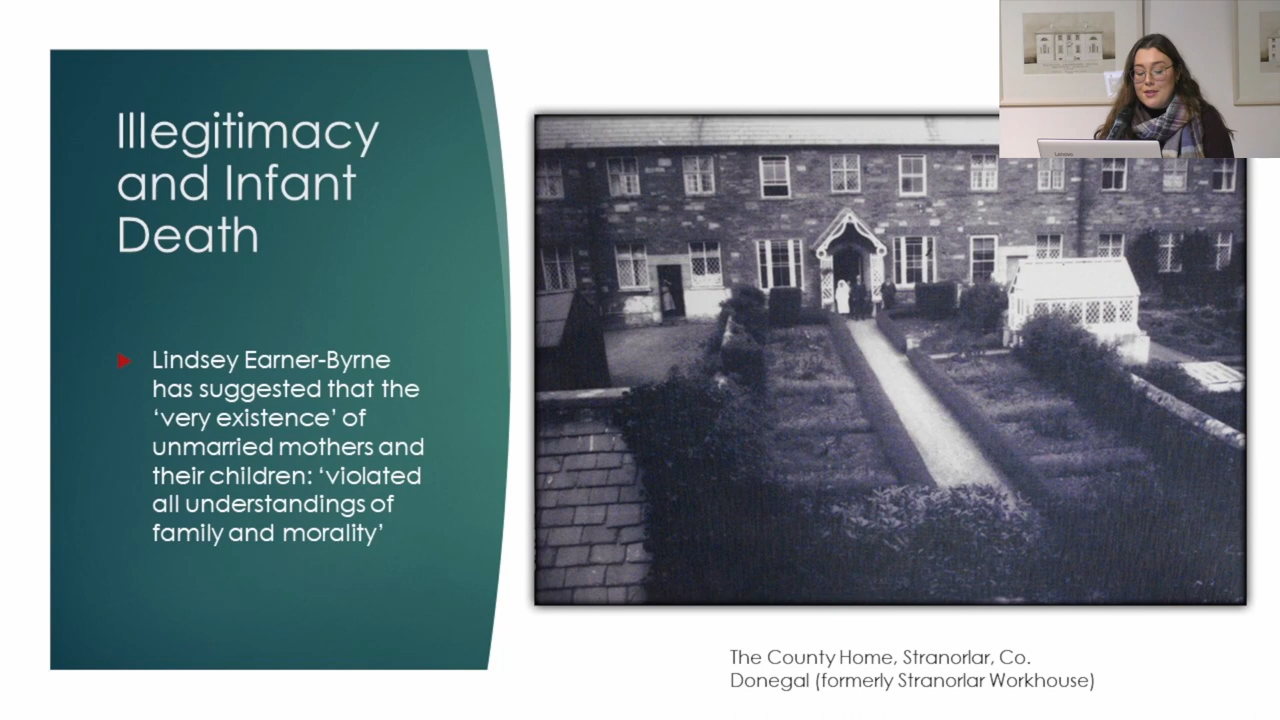 Illegitimacy
and Infant
Death
Lindsey Earner-Byrne
has suggested that the
‘very existence’ of
unmarried mothers and
their children: ‘violated
all understandings of
family and morality’
Lenovo
The County Home, Stranorlar, Co.
Donegal (formerly Stranorlar Workhouse)